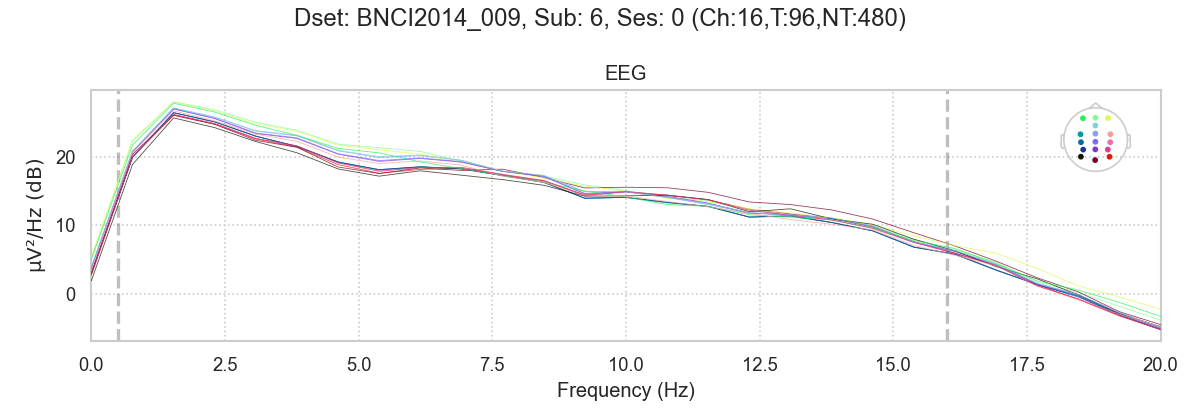 Dset: BNCI2014_009, Sub: 6, Ses: 0 (Ch:16,T:96,NT:480)
EEG
µV²/Hz (dB)
20
10
0
0.0 2.5 5.0 7.5 10.0 12.5 15.0 17.5 20.0
Frequency (Hz)